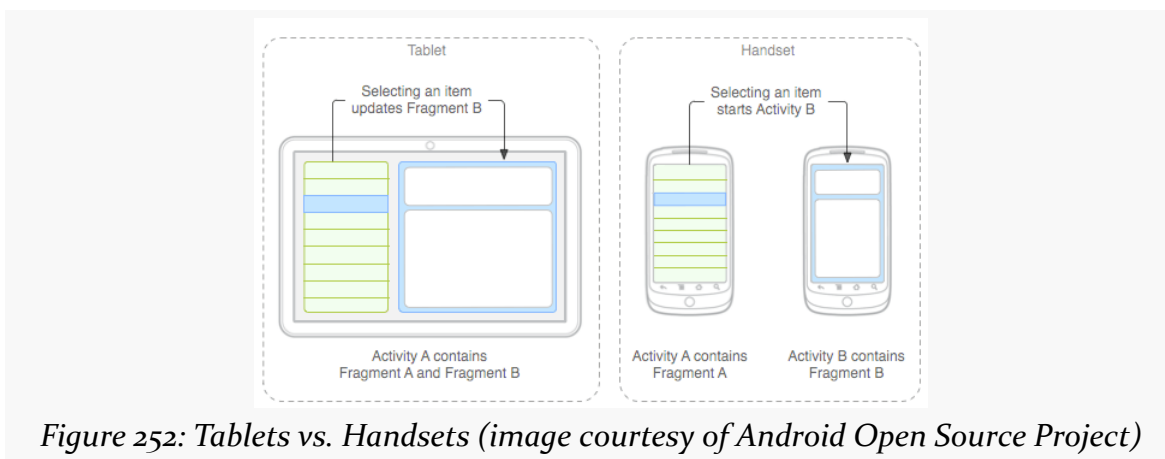 Tablet
Selecting an item
updates Fragment B
Activity A contains
Fragment A and Fragment B
Handset
Selecting an item
starts Activity B
Activity A contains
Fragment A
Activity B contains
Fragment B
Figure 252: Tablets vs. Handsets (image courtesy of Android Open Source Project)